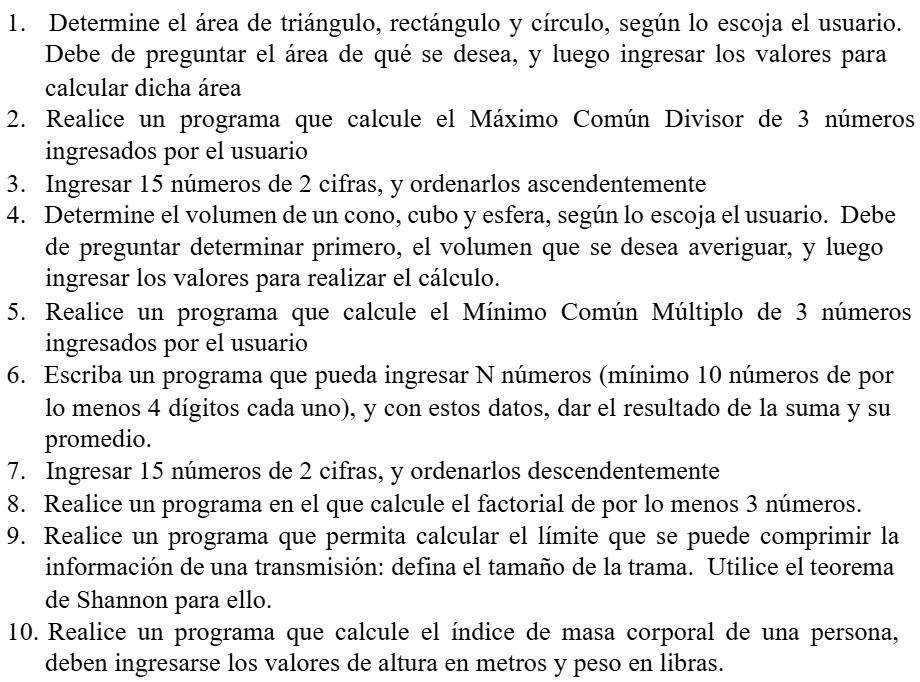 1. Determine el área de triángulo, rectángulo y círculo, según lo escoja el usuario.
Debe de preguntar el área de qué se desea, y luego ingresar los valores para
calcular dicha área
2. Realice un programa que calcule el Máximo Común Divisor de 3 números
ingresados por el usuario
3. Ingresar 15 números de 2 cifras, y ordenarlos ascendentemente
4. Determine el volumen de un cono, cubo y esfera, según lo escoja el usuario. Debe
de preguntar determinar primero, el volumen que se desea averiguar, y luego
ingresar los valores para realizar el cálculo.
5. Realice un programa que calcule el Mínimo Común Múltiplo de 3 números
ingresados por el usuario
6. Escriba un programa que pueda ingresar N números (mínimo 10 números de por
lo menos 4 dígitos cada uno), y con estos datos, dar el resultado de la suma y su
promedio.
7. Ingresar 15 números de 2 cifras, y ordenarlos descendentemente
8. Realice un programa en el que calcule el factorial de por lo menos 3 números.
9. Realice un programa que permita calcular el límite que se puede comprimir la
información de una transmisión: defina el tamaño de la trama. Utilice el teorema
de Shannon para ello.
10. Realice un programa que calcule el índice de masa corporal de una persona,
deben ingresarse los valores de altura en metros y peso en libras.